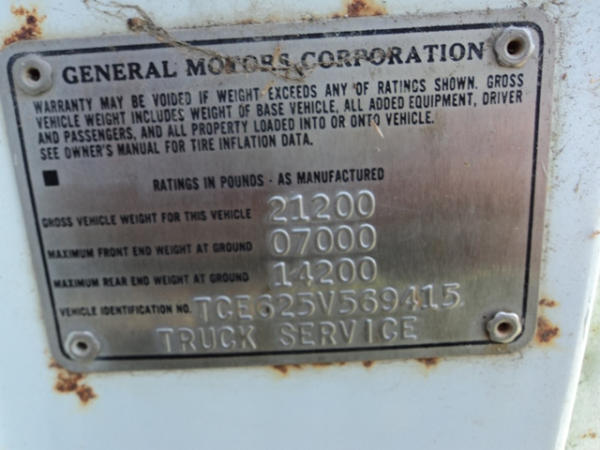 GENERAL MOTORS CORPORATION
WARRANTY MAY BE VOIDED IF WEIGHT EXCEEDS ANY OF RATINGS SHOWN. GROSS
VEHICLE WEIGHT INCLUDES WEIGHT OF BASE VEHICLE, ALL ADDED EQUIPMENT, DRIVER
AND PASSENGERS, AND ALL PROPERTY LOADED INTO OR ONTO VEHICLE.
SEE OWNER'S MANUAL FOR TIRE INFLATION DATA.
RATINGS IN POUNDS - AS MANUFACTURED
GROSS VEHICLE WEIGHT FOR THIS VEHICLE 21200
MAXIMUM FRONT END WEIGHT AT GROUND 07000
MAXIMUM REAR END WEIGHT AT GROUND 14200
VEHICLE IDENTIFICATION NO. TCE625V569415
TRUCK SERVICE